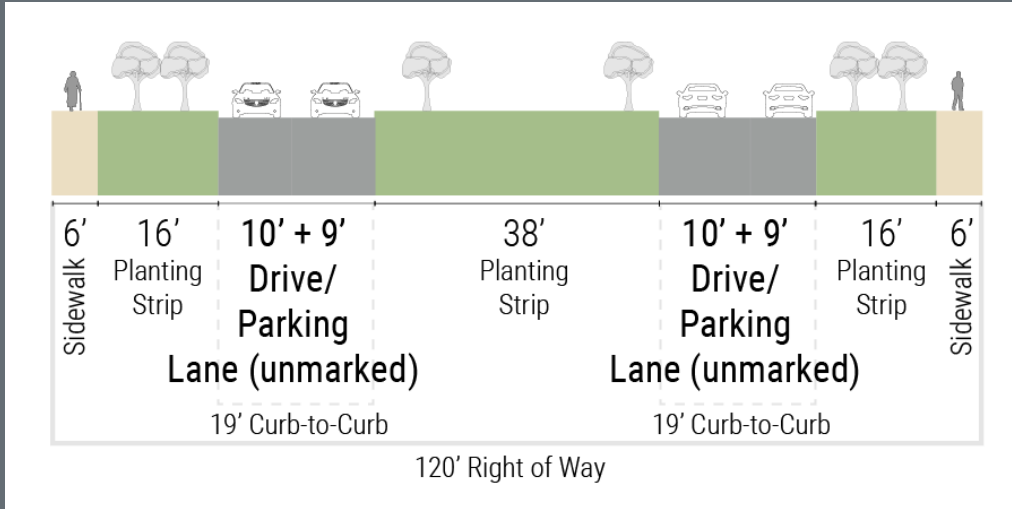 6’
Sidewalk
16’
Planting
Strip
10’ + 9’
Drive/
Parking
Lane (unmarked)
38’
Planting
Strip
10’ + 9’
Drive/
Parking
Lane (unmarked)
16’
Planting
Strip
6’
Sidewalk
19’ Curb-to-Curb
19’ Curb-to-Curb
120’ Right of Way